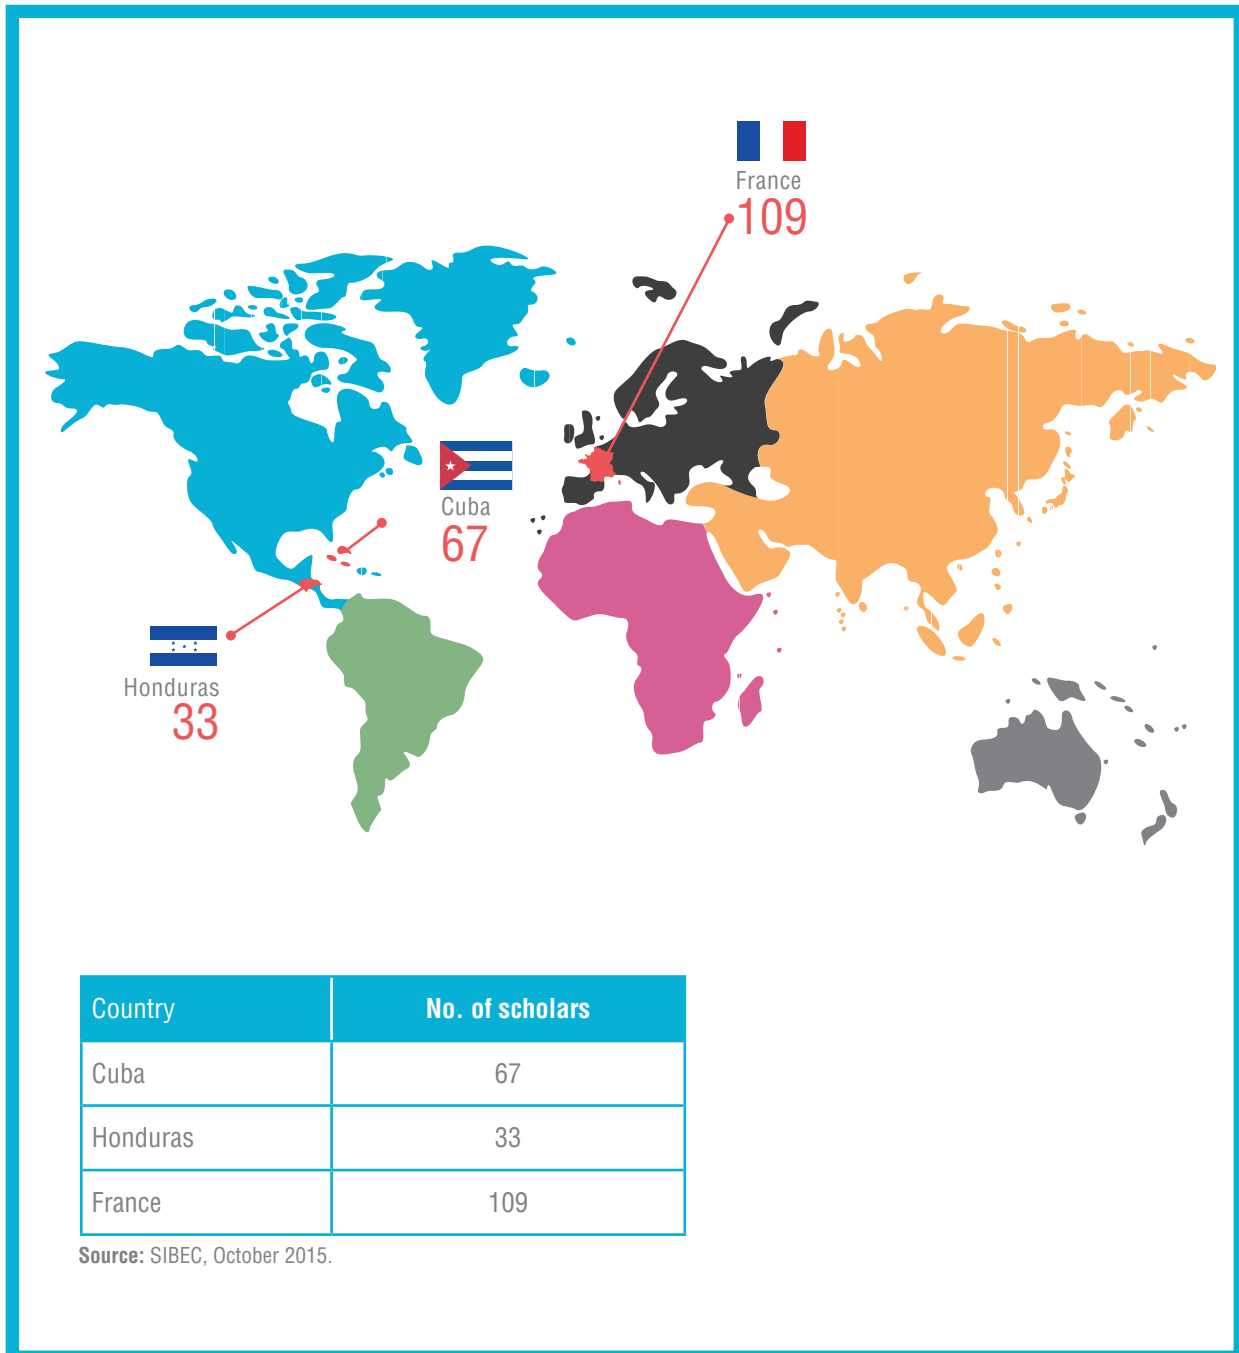 France
109
Cuba
67
Honduras
33
Country No. of scholars
Cuba 67
Honduras 33
France 109
Source: SIBEC, October 2015.